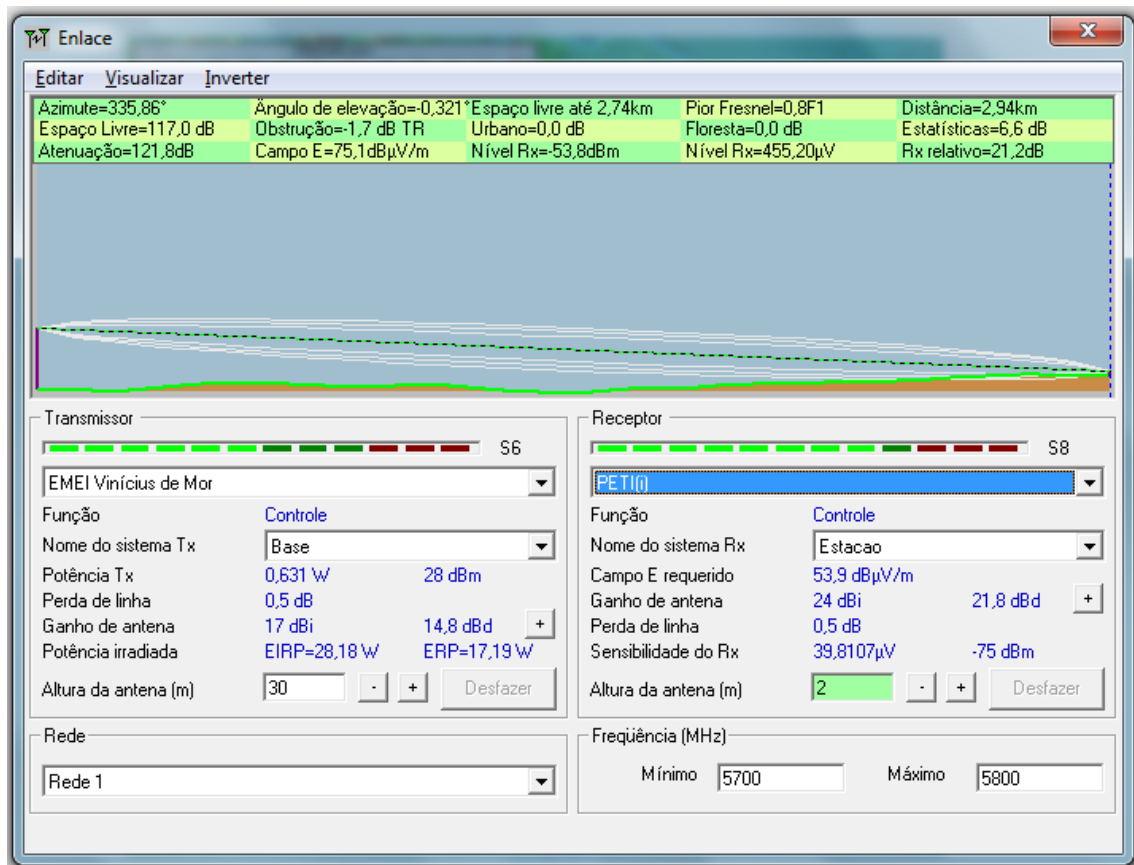 Enlace
Editar Visualizar Inverter
Azimute=335,86° Ângulo de elevação=-0,321° Espaço livre até 2,74km Pior Fresnel=0,8F1 Distância=2,94km
Espaço Livre=117,0 dB Obstrução=-1,7 dB TR Urbano=0,0 dB Floresta=0,0 dB Estatísticas=6,6 dB
Atenuação=121,8dB Campo E=75,1dBµV/m Nível Rx=-53,8dBm Nível Rx=455,20µV Rx relativo=21,2dB
Transmissor
S6
EMEI Vinícius de Mor
Função Controle
Nome do sistema Tx Base
Potência Tx 0,631 W 28 dBm
Perda de linha 0,5 dB
Ganho de antena 17 dBi 14,8 dBd +
Potência irradiada EIRP=28,18 W ERP=17,19 W
Altura da antena (m) 30 - + Desfazer
Rede
Rede 1
Receptor
S8
PETI(i)
Função Controle
Nome do sistema Rx Estacao
Campo E requerido 53,9 dBµV/m
Ganho de antena 24 dBi 21,8 dBd +
Perda de linha 0,5 dB
Sensibilidade do Rx 39,8107µV -75 dBm
Altura da antena (m) 2 - + Desfazer
Freqüência (MHz)
Mínimo 5700 Máximo 5800